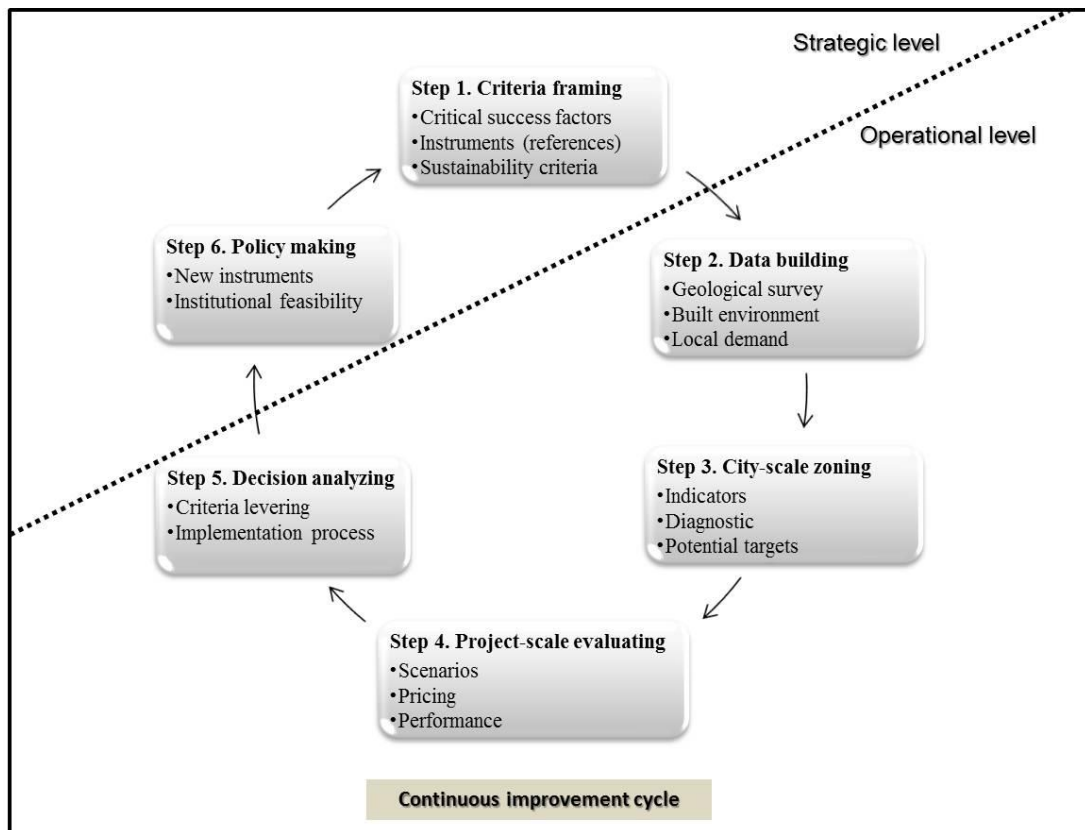 Strategic level
Operational level
Step 1. Criteria framing
•Critical success factors
•Instruments (references)
•Sustainability criteria
Step 2. Data building
•Geological survey
•Built environment
•Local demand
Step 3. City-scale zoning
•Indicators
•Diagnostic
•Potential targets
Step 4. Project-scale evaluating
•Scenarios
•Pricing
•Performance
Step 5. Decision analyzing
•Criteria levering
•Implementation process
Step 6. Policy making
•New instruments
•Institutional feasibility
Continuous improvement cycle